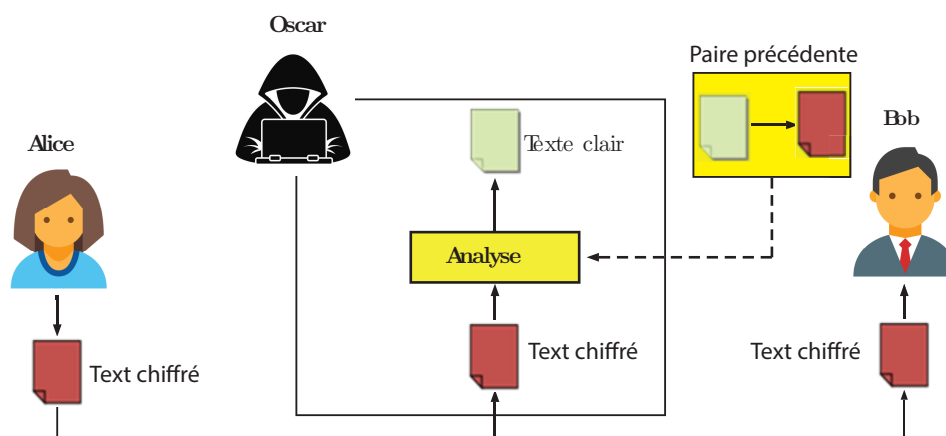 Oscar
Paire précédente
Bob
Alice
Texte clair
Analyse
Text chiffré
Text chiffré
Text chiffré